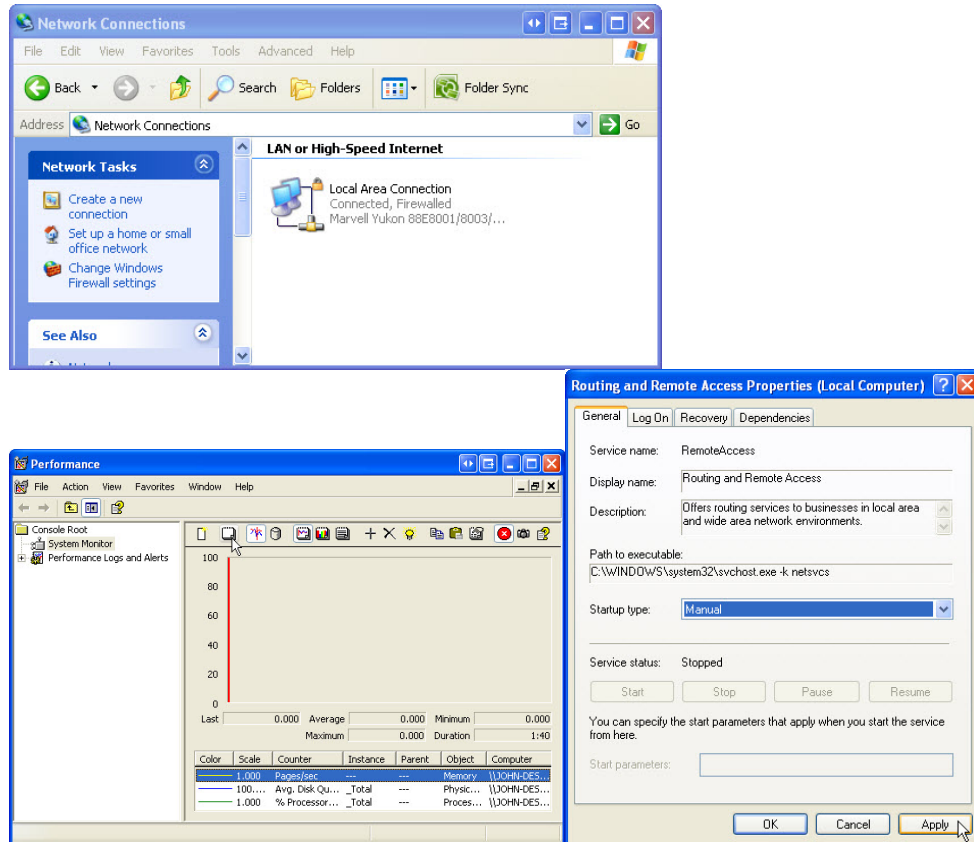 Network Connections
File Edit View Favorites Tools Advanced Help
Back Search Folders Folder Sync
Address Network Connections Go
Network Tasks
Create a new
connection
Set up a home or small
office network
Change Windows
Firewall settings
See Also
LAN or High-Speed Internet
Local Area Connection
Connected, Firewalled
Marvell Yukon 88E8001/8003/...
Performance
File Action View Favorites Window Help
Console Root
System Monitor
Performance Logs and Alerts
100
80
60
40
20
0
Last 0.000 Average 0.000 Minimum 0.000
Maximum 0.000 Duration 1:40
Color Scale Counter Instance Parent Object Computer
1.000 Pages/sec --- --- Memory \\JOHN-DES...
100.... Avg. Disk Qu... _Total --- Physic... \\JOHN-DES...
1.000 % Processor... _Total --- Proces... \\JOHN-DES...
Routing and Remote Access Properties (Local Computer)
General Log On Recovery Dependencies
Service name: RemoteAccess
Display name: Routing and Remote Access
Description: Offers routing services to businesses in local area
and wide area network environments.
Path to executable:
C:\WINDOWS\system32\svchost.exe -k netsvcs
Startup type: Manual
Service status: Stopped
Start Stop Pause Resume
You can specify the start parameters that apply when you start the service
from here.
Start parameters:
OK Cancel Apply